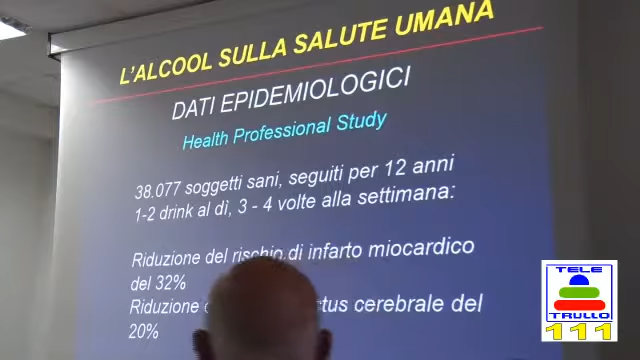 L'ALCOOL SULLA SALUTE UMANA
DATI EPIDEMIOLOGICI
Health Professional Study
38.077 soggetti sani, seguiti per 12 anni
1-2 drink al dì, 3 - 4 volte alla settimana:
Riduzione del rischio di infarto miocardico
del 32%
Riduzione cerebrale del
20%
TELE
TRULLO
111